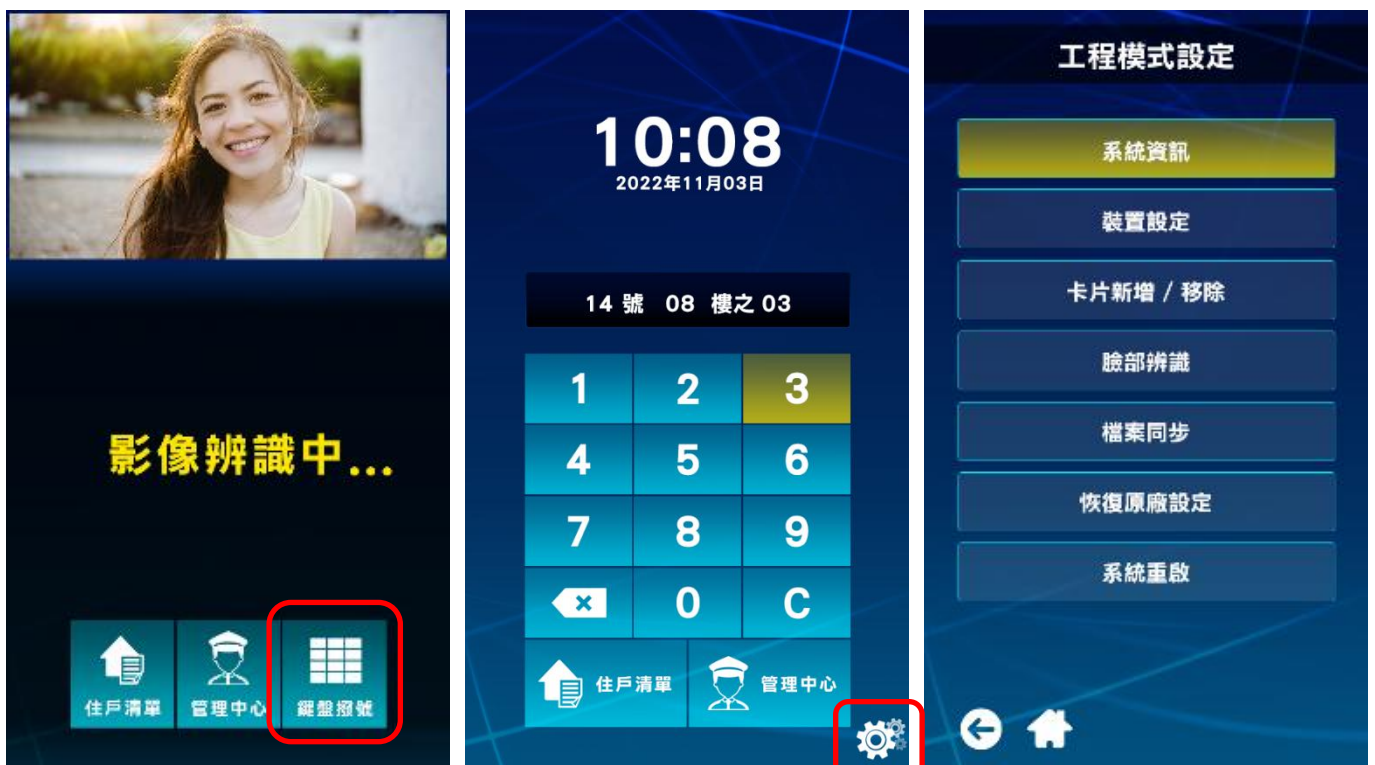 影像辨識中...
住戶清單
管理中心
鍵盤撥號
10:08
2022年11月03日
14 號 08 樓之 03
1 2 3
4 5 6
7 8 9
0 C
住戶清單
管理中心
工程模式設定
系統資訊
裝置設定
卡片新增 / 移除
臉部辨識
檔案同步
恢復原廠設定
系統重啟